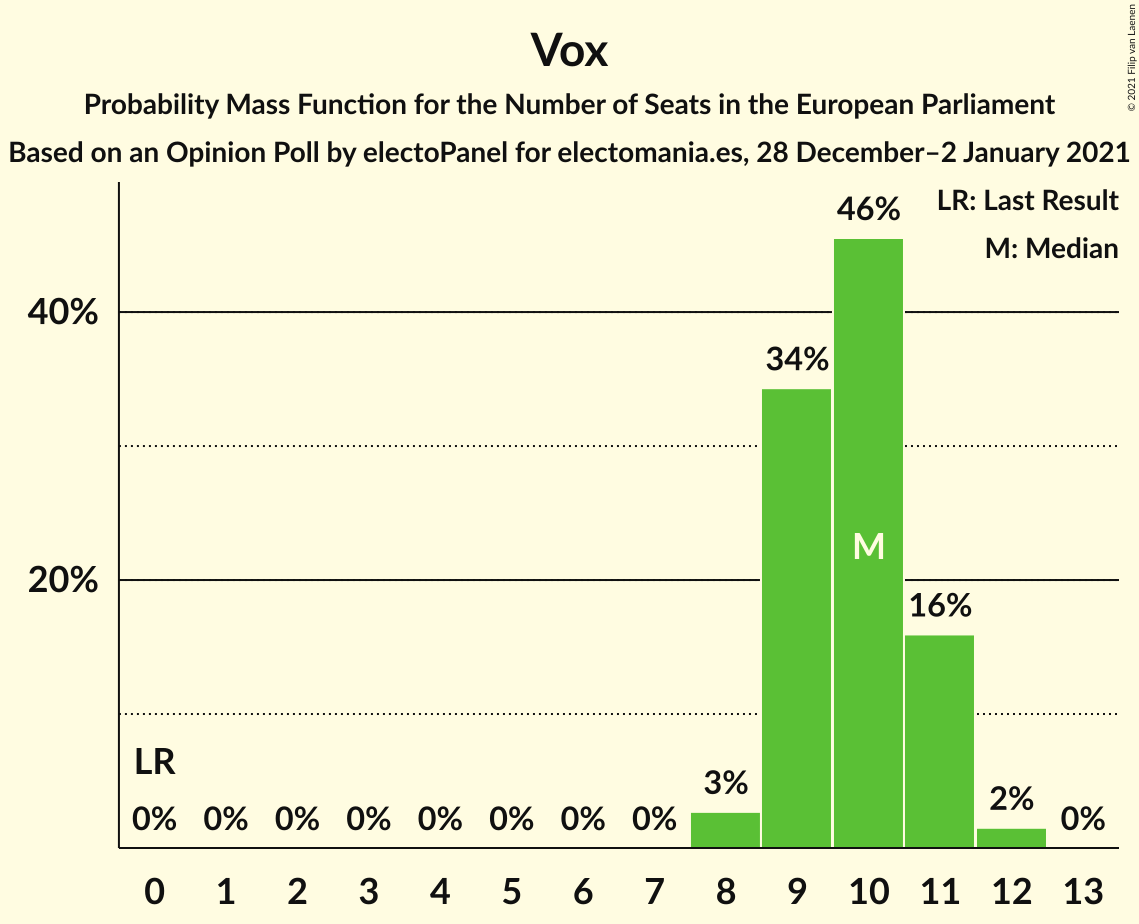 Vox
Probability Mass Function for the Number of Seats in the European Parliament
Based on an Opinion Poll by electoPanel for electomania.es, 28 December–2 January 2021
© 2021 Filip van Laenen
LR: Last Result
M: Median
46%
40%
34%
M
20%
16%
LR
0% 0% 0% 0% 0% 0% 0% 0% 3% 2% 0%
0 1 2 3 4 5 6 7 8 9 10 11 12 13